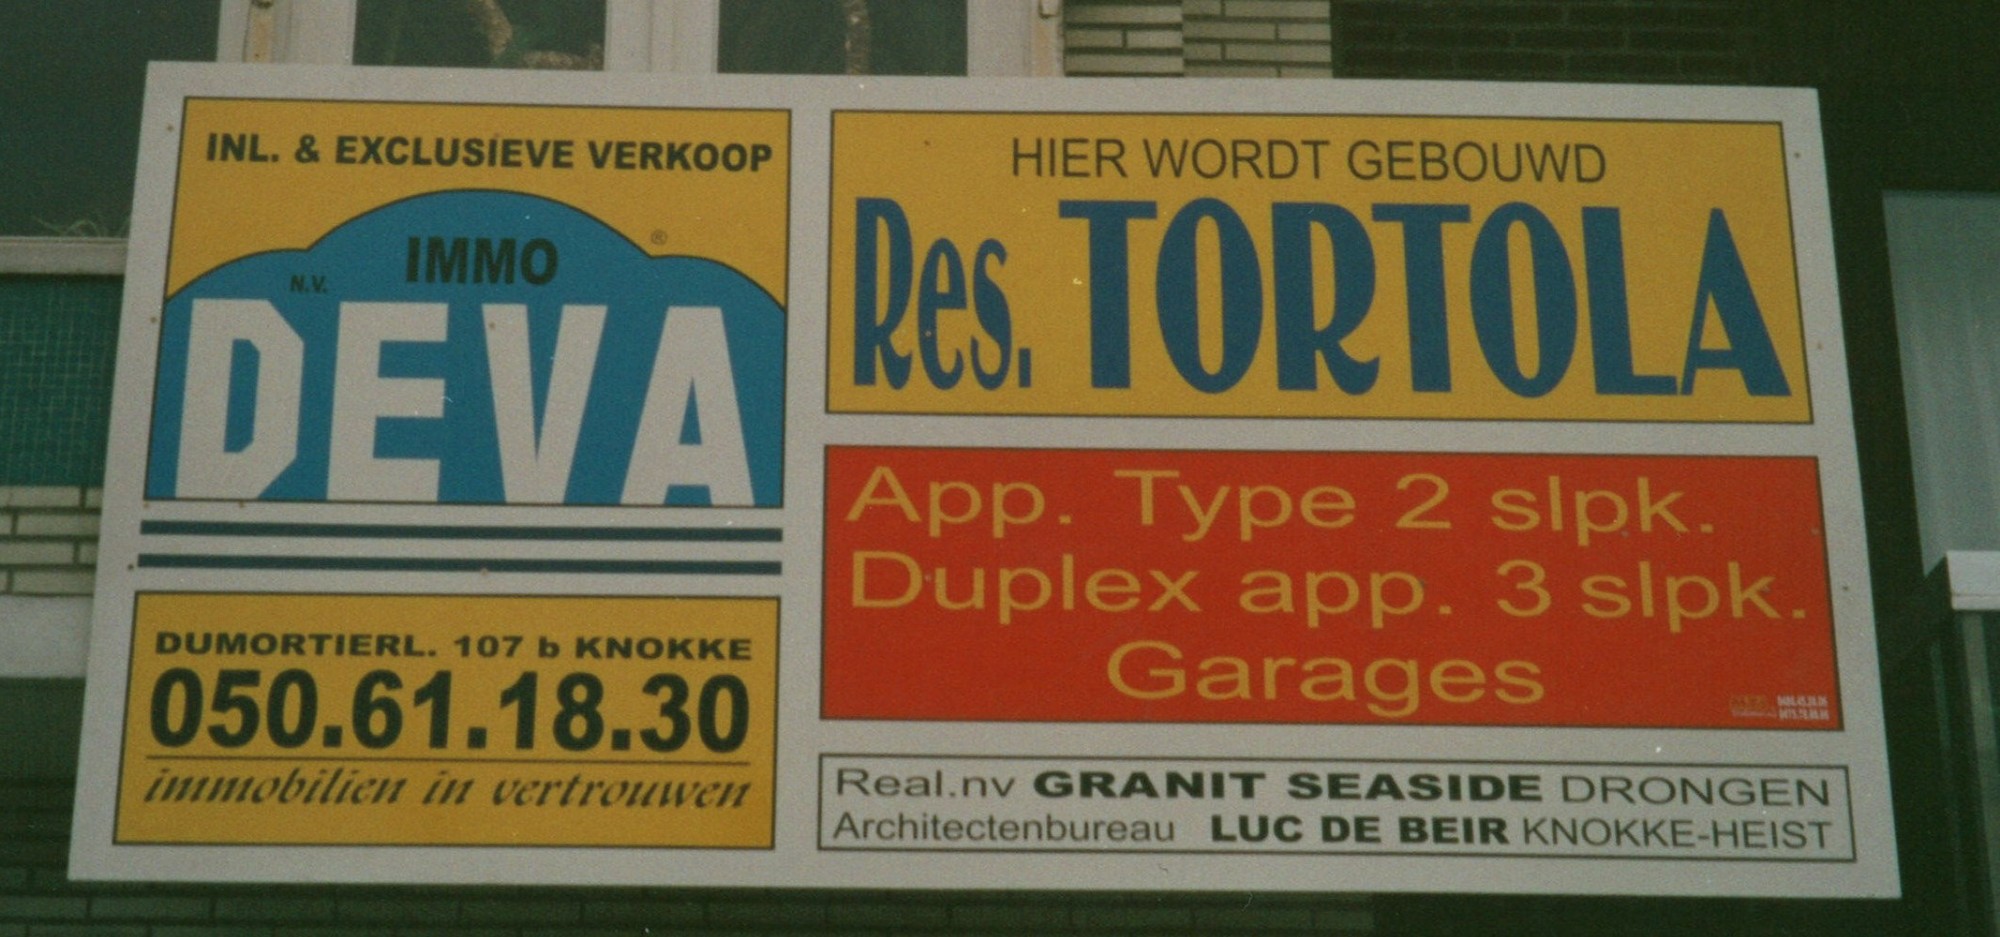 INL. & EXCLUSIEVE VERKOOP
IMMO ®
N.V.
DEVA
DUMORTIERL. 107 b KNOKKE
050.61.18.30
immobilien in vertrouwen
HIER WORDT GEBOUWD
Res. TORTOLA
App. Type 2 slpk.
Duplex app. 3 slpk.
Garages
Real.nv GRANIT SEASIDE DRONGEN
Architectenbureau LUC DE BEIR KNOKKE-HEIST